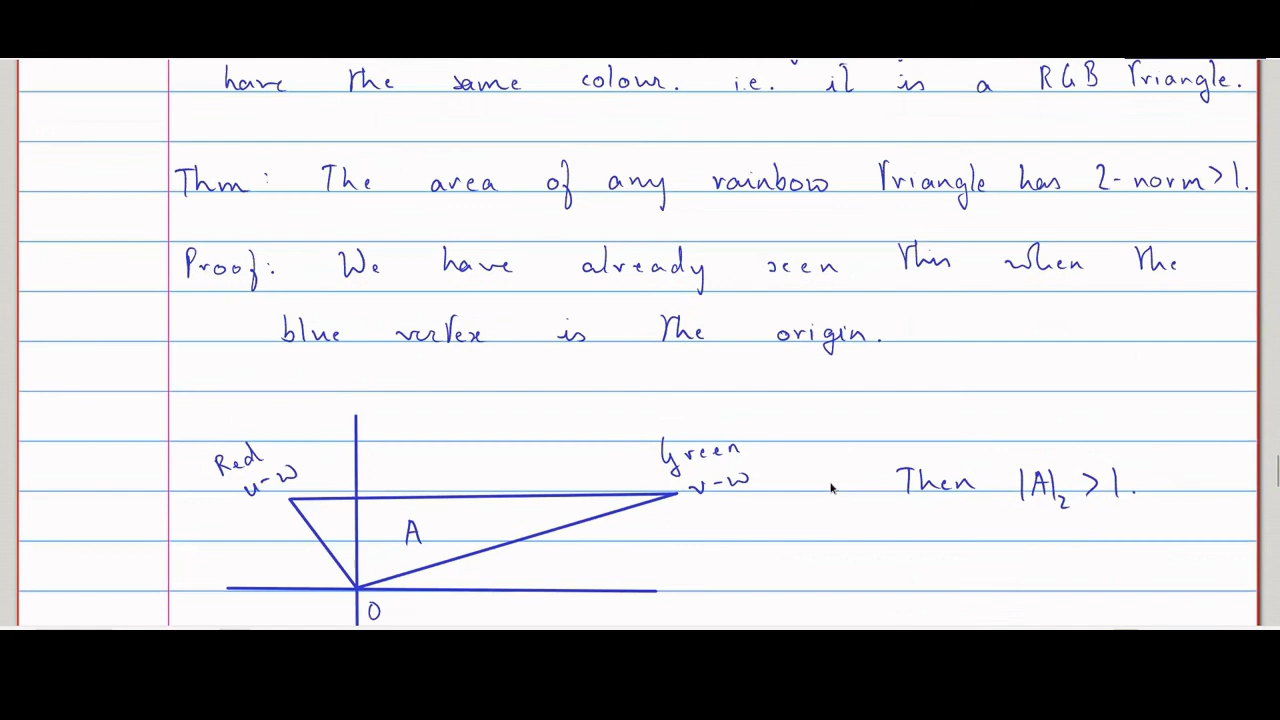 have the same colour. i.e. it is a RGB Triangle.
Thm: The area of any rainbow Triangle has 2-norm > 1.
Proof: We have already seen this when the
blue vertex is the origin.
Red
u-w
Green
v-w
A
Then |A|₂ > 1.
O